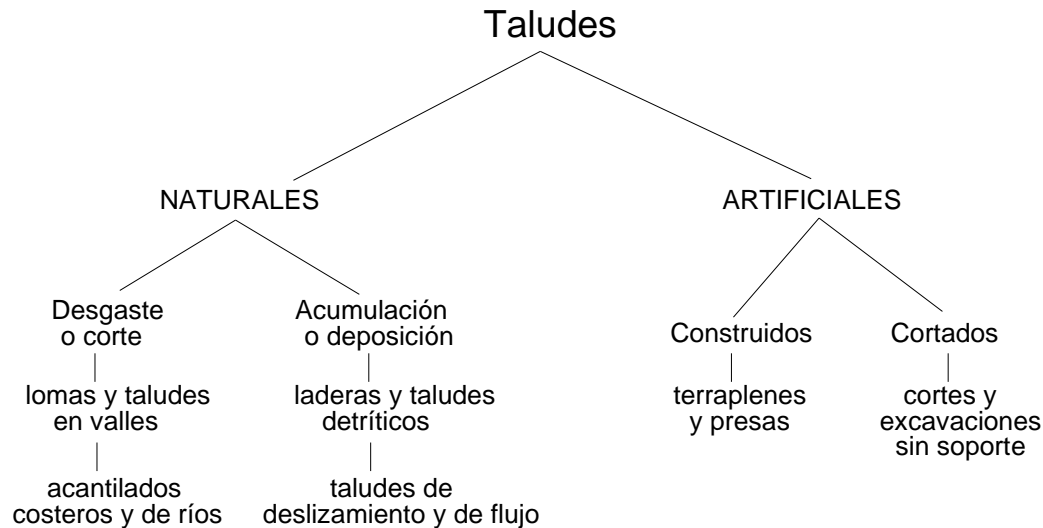 Taludes
NATURALES
ARTIFICIALES
Desgaste
o corte
Acumulación
o deposición
Construidos
Cortados
lomas y taludes
en valles
laderas y taludes
detríticos
terraplenes
y presas
cortes y
excavaciones
sin soporte
acantilados
costeros y de ríos
taludes de
deslizamiento y de flujo